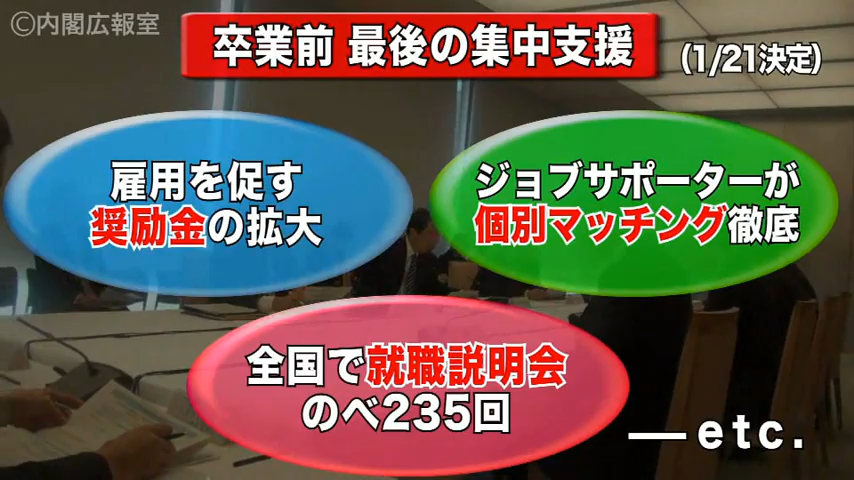 ©内閣広報室
卒業前 最後の集中支援
(1/21決定)
雇用を促す
奨励金の拡大
ジョブサポーターが
個別マッチング徹底
全国で就職説明会
のべ235回
― etc.